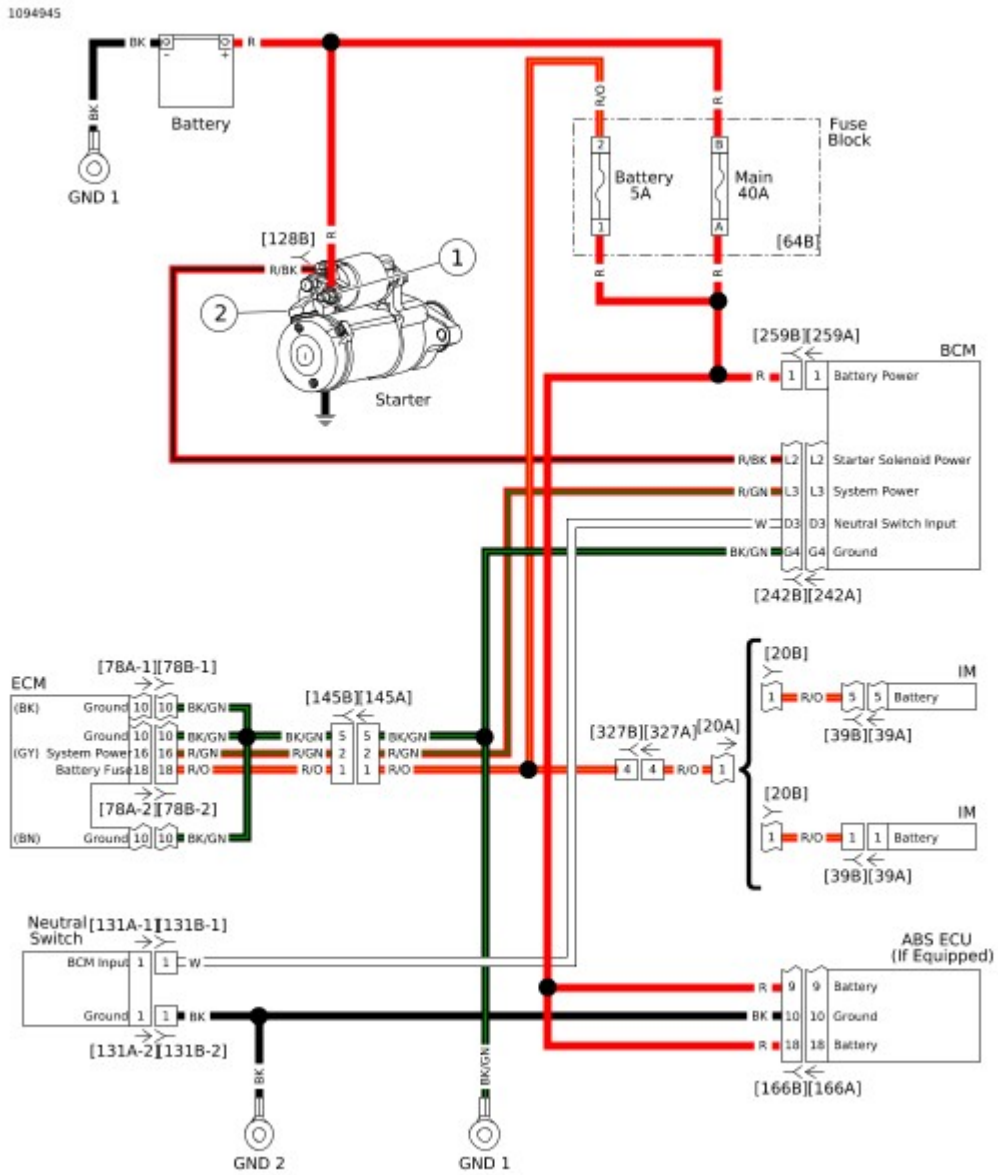 1094945
BK
R
-
+
BK
Battery
GND 1
R/O
R
Fuse
Block
2
B
Battery
5A
Main
40A
1
A
[64B]
R
R
R
[128B]
R/BK
1
2
Starter
[259B][259A]
BCM
R
1
1
Battery Power
R/BK
L2
L2
Starter Solenoid Power
R/GN
L3
L3
System Power
W
D3
D3
Neutral Switch Input
BK/GN
G4
G4
Ground
[242B][242A]
[78A-1][78B-1]
ECM
(BK)
Ground
10
10
BK/GN
[145B][145A]
Ground
10
10
BK/GN
BK/GN
5
5
BK/GN
(GY)
System Power
16
16
R/GN
R/GN
2
2
R/GN
Battery Fuse
18
18
R/O
R/O
1
1
R/O
[78A-2][78B-2]
(BN)
Ground
10
10
BK/GN
[327B][327A]
[20A]
4
4
R/O
1
[20B]
IM
1
R/O
5
5
Battery
[39B][39A]
[20B]
IM
1
R/O
1
1
Battery
[39B][39A]
Neutral
Switch
[131A-1][131B-1]
BCM Input
1
1
W
Ground
1
1
BK
[131A-2][131B-2]
ABS ECU
(If Equipped)
R
9
9
Battery
BK
10
10
Ground
R
18
18
Battery
[166B][166A]
BK
BK/GN
GND 2
GND 1